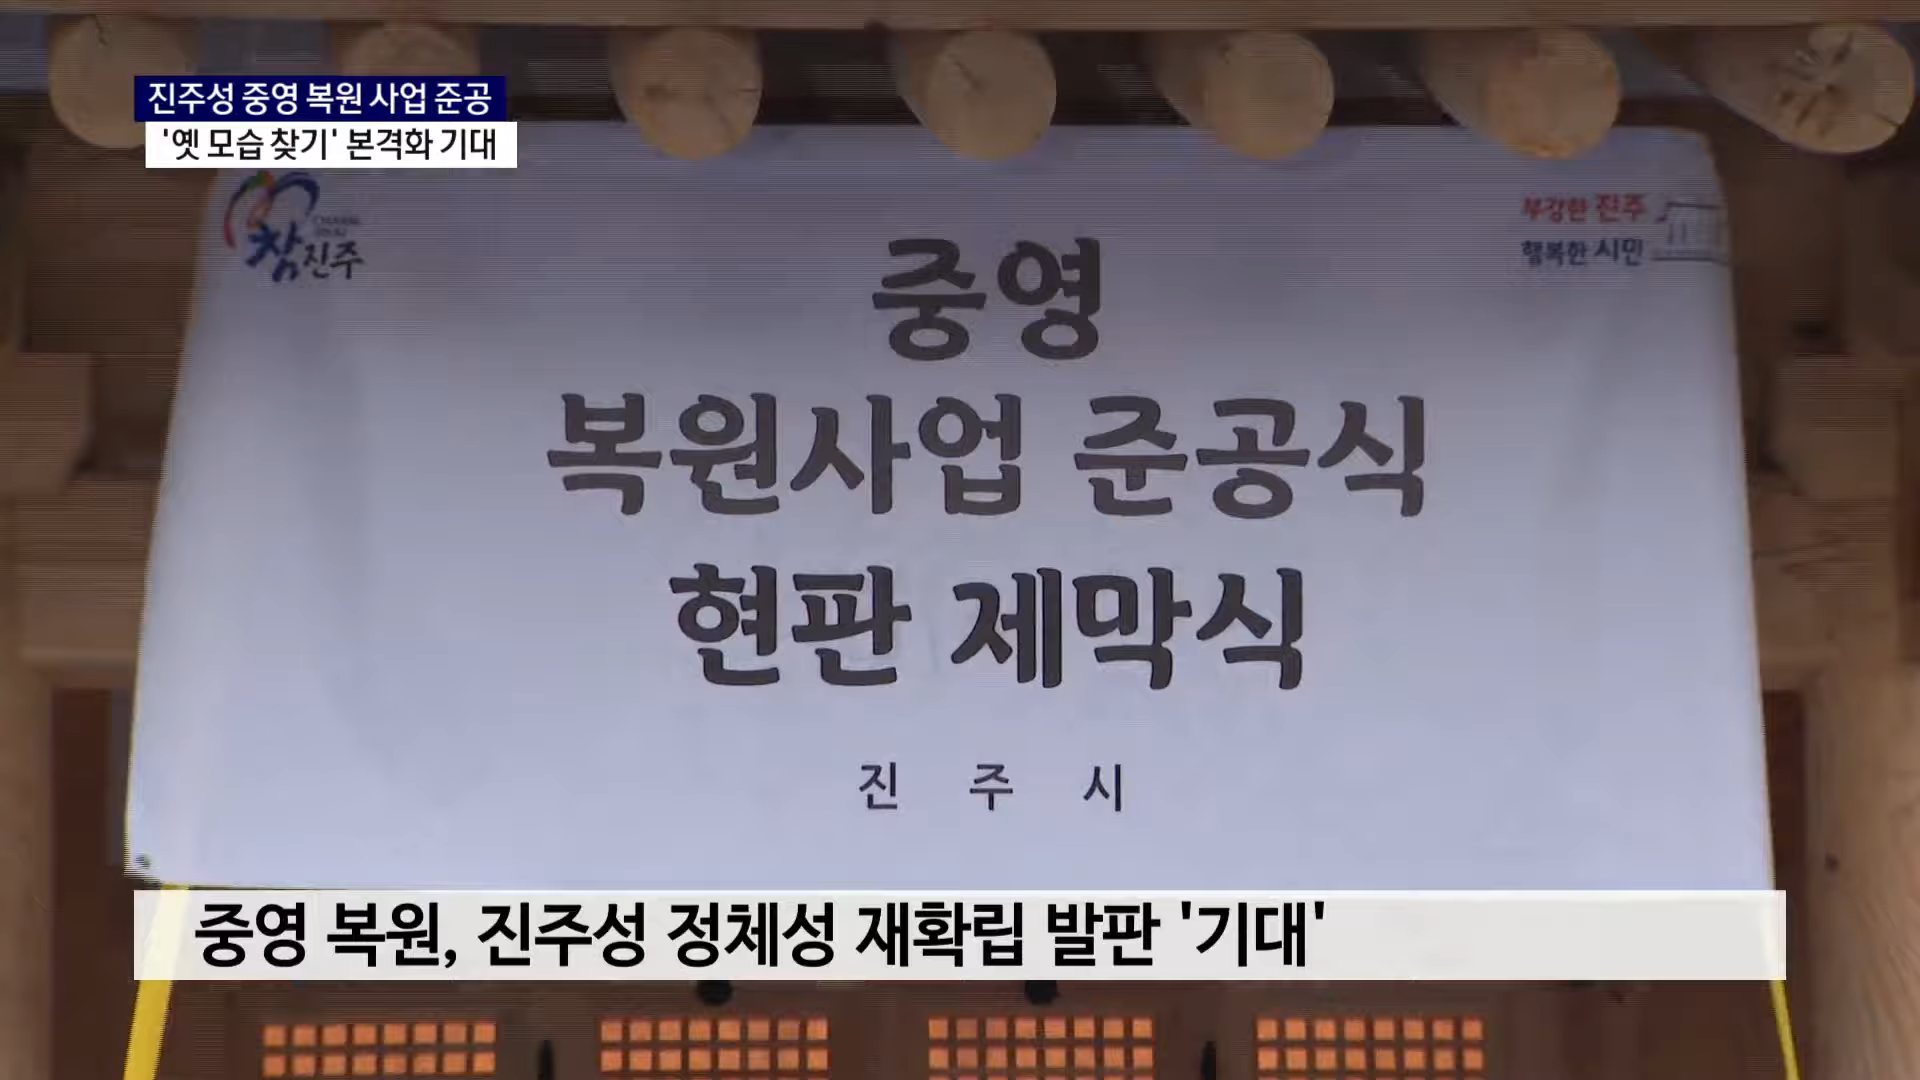 진주성 중영 복원 사업 준공
'옛 모습 찾기' 본격화 기대
참진주
부강한 진주
행복한 시민
중영
복원사업 준공식
현판 제막식
진 주 시
중영 복원, 진주성 정체성 재확립 발판 '기대'